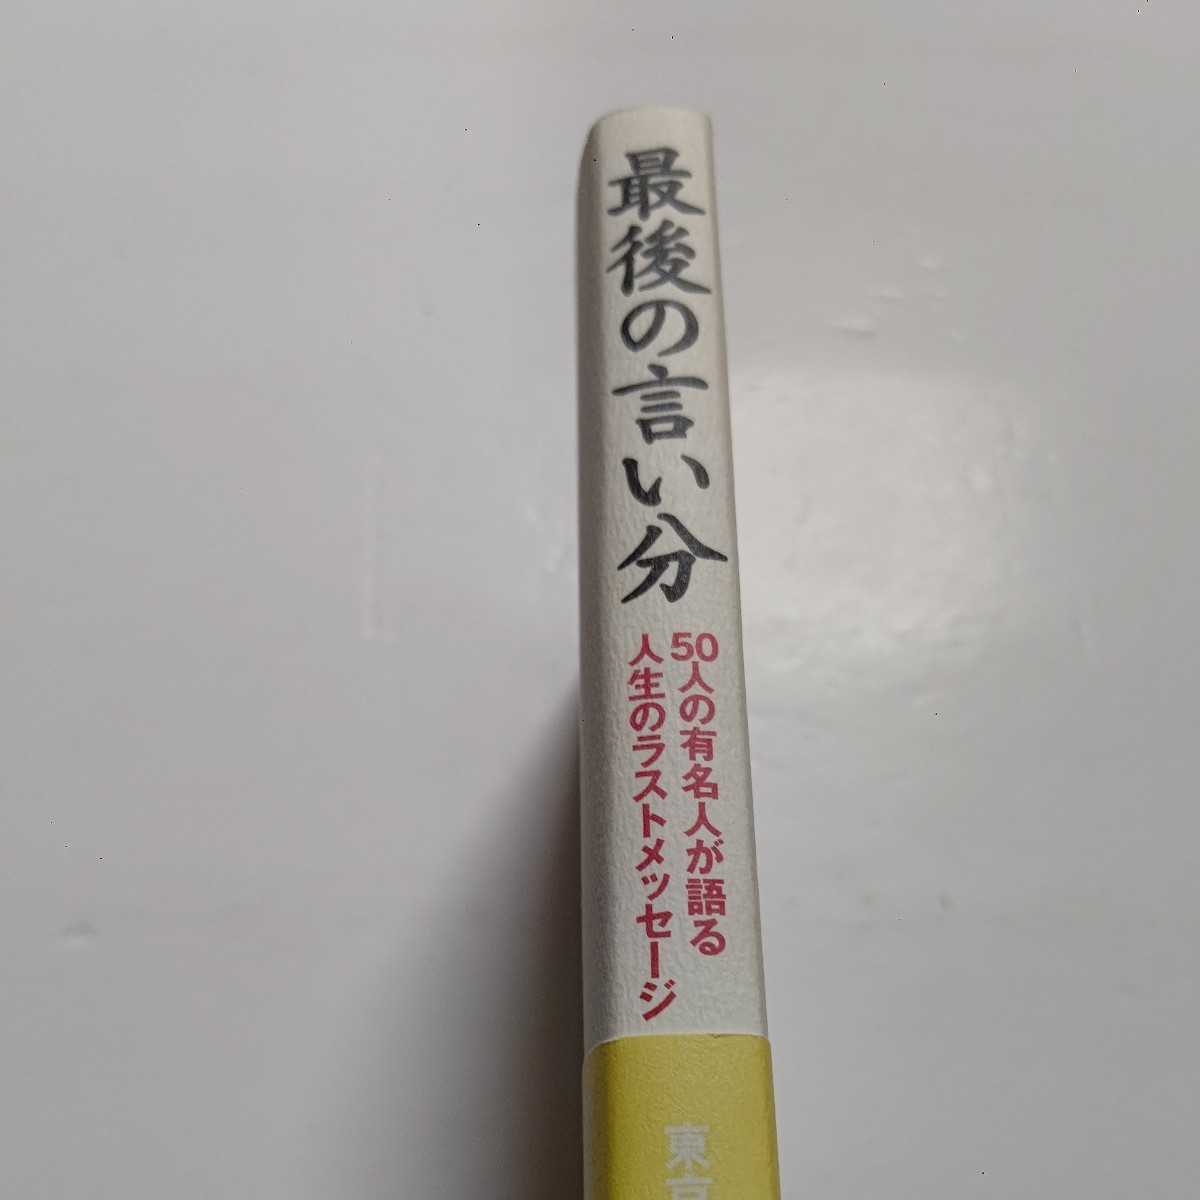 最後の言い分
50人の有名人が語る
人生のラストメッセージ
東京